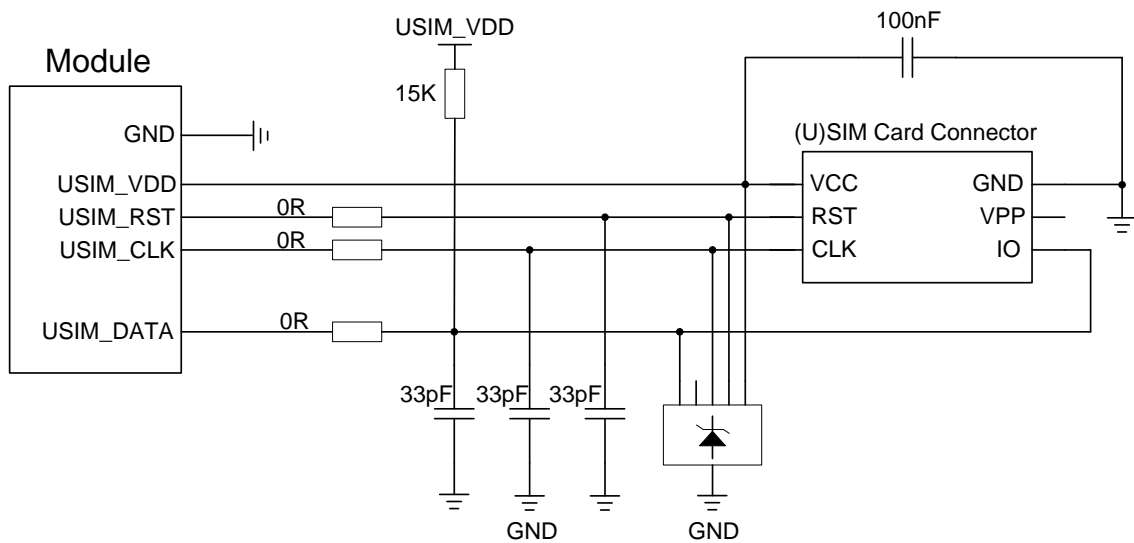 100nF
USIM_VDD
Module
15K
(U)SIM Card Connector
GND
USIM_VDD
VCC
GND
USIM_RST
0R
RST
VPP
USIM_CLK
0R
CLK
IO
USIM_DATA
0R
33pF
33pF
33pF
GND
GND